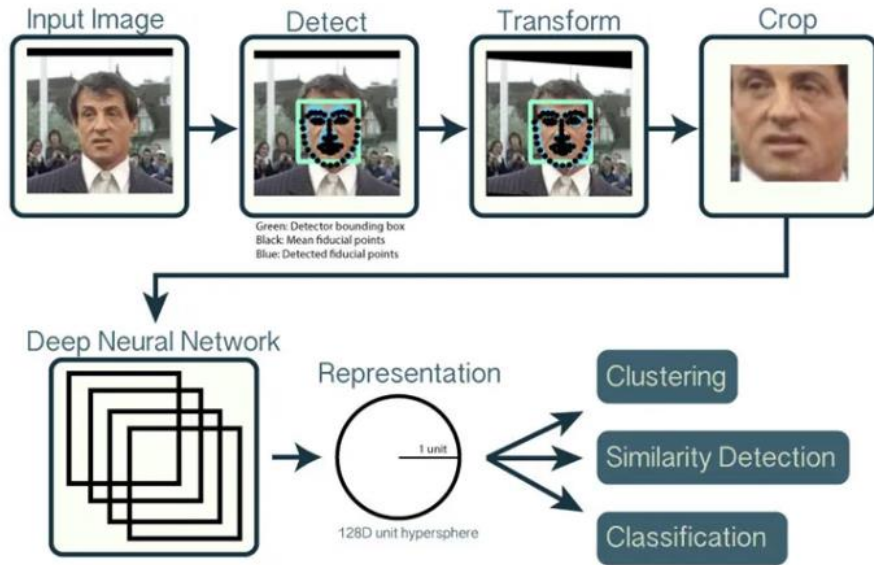 Input Image
Detect
Transform
Crop
Green: Detector bounding box
Black: Mean fiducial points
Blue: Detected fiducial points
Deep Neural Network
Representation
1 unit
128D unit hypersphere
Clustering
Similarity Detection
Classification